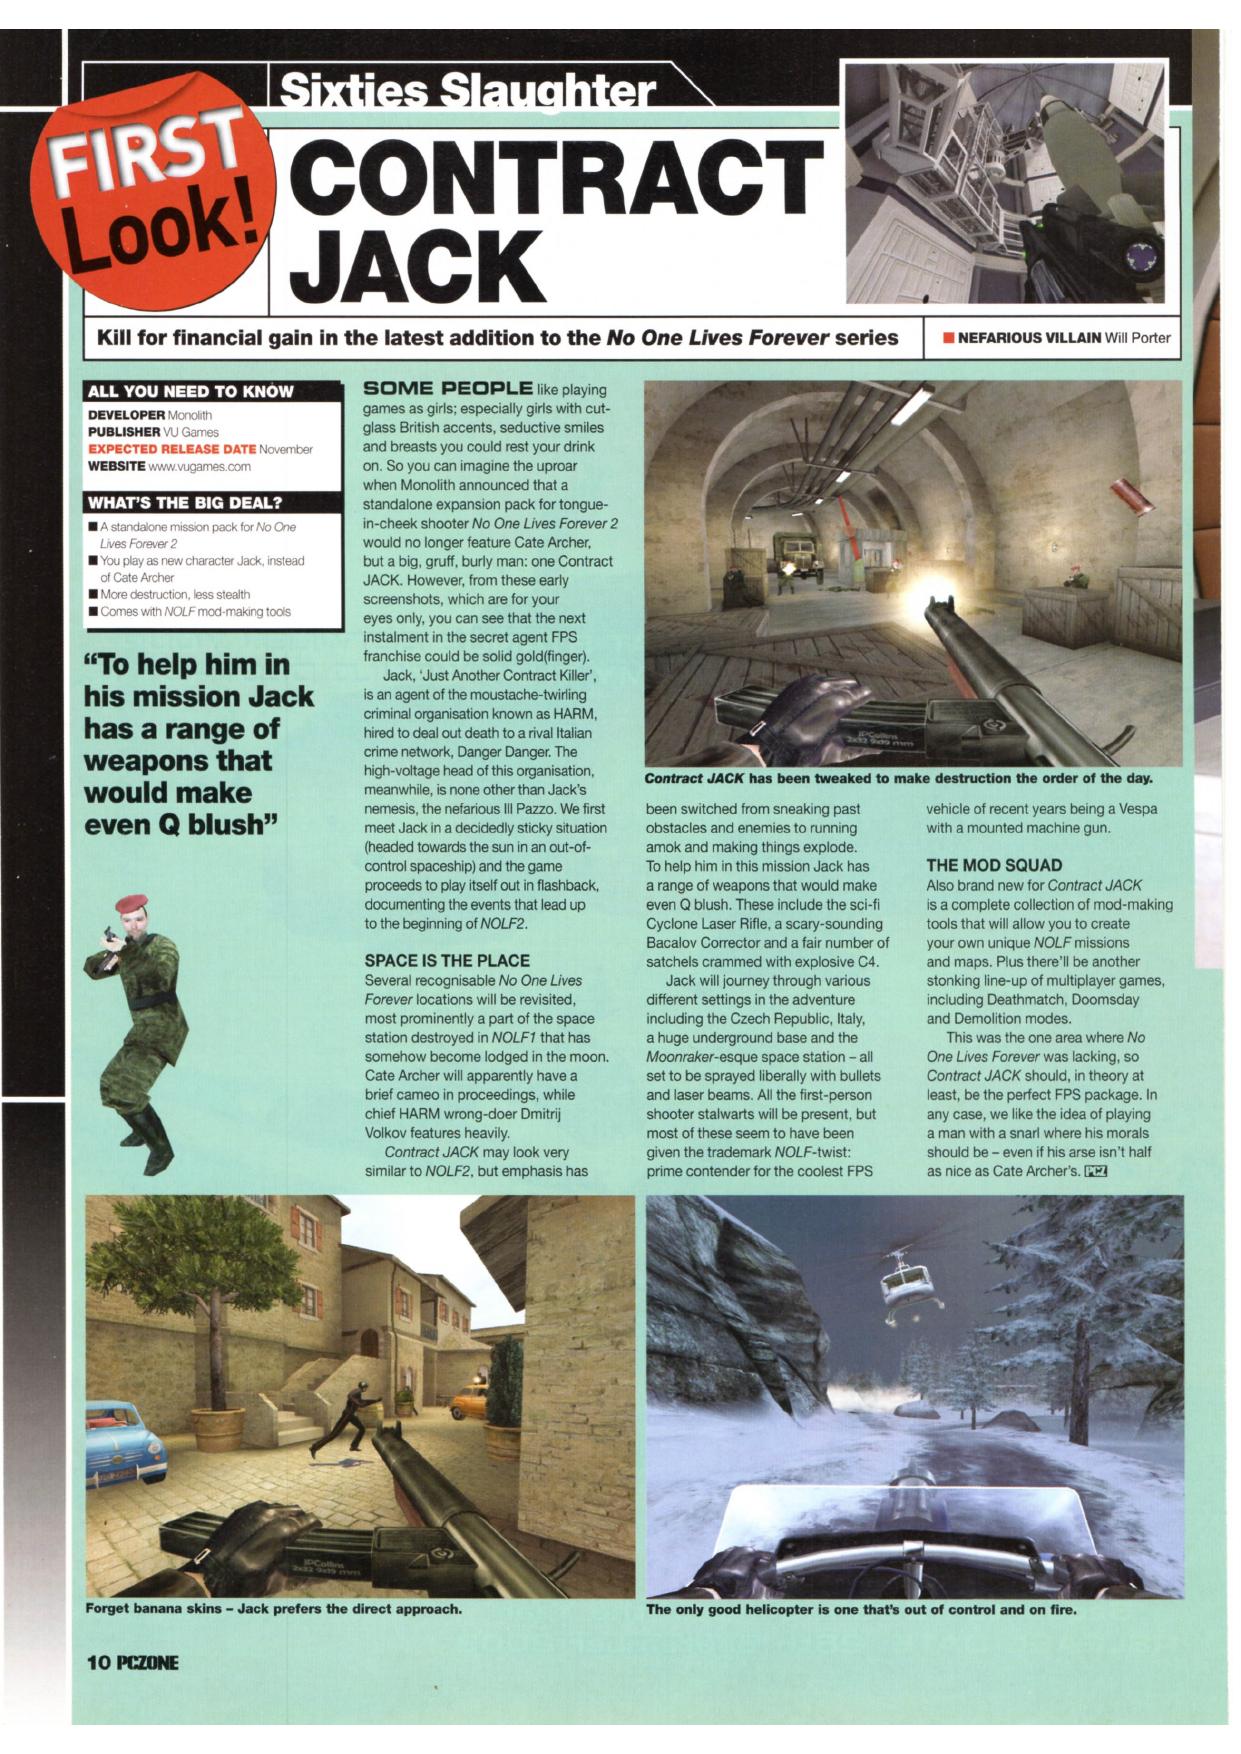 Sixties Slaughter
FIRST
Look!
CONTRACT
JACK
Kill for financial gain in the latest addition to the No One Lives Forever series
■ NEFARIOUS VILLAIN Will Porter
ALL YOU NEED TO KNOW
DEVELOPER Monolith
PUBLISHER VU Games
EXPECTED RELEASE DATE November
WEBSITE www.vugames.com
WHAT'S THE BIG DEAL?
■ A standalone mission pack for No One
Lives Forever 2
■ You play as new character Jack, instead
of Cate Archer
■ More destruction, less stealth
■ Comes with NOLF mod-making tools
“To help him in
his mission Jack
has a range of
weapons that
would make
even Q blush”
SOME PEOPLE like playing
games as girls; especially girls with cut-
glass British accents, seductive smiles
and breasts you could rest your drink
on. So you can imagine the uproar
when Monolith announced that a
standalone expansion pack for tongue-
in-cheek shooter No One Lives Forever 2
would no longer feature Cate Archer,
but a big, gruff, burly man: one Contract
JACK. However, from these early
screenshots, which are for your
eyes only, you can see that the next
instalment in the secret agent FPS
franchise could be solid gold(finger).
Jack, ‘Just Another Contract Killer’,
is an agent of the moustache-twirling
criminal organisation known as HARM,
hired to deal out death to a rival Italian
crime network, Danger Danger. The
high-voltage head of this organisation,
meanwhile, is none other than Jack's
nemesis, the nefarious Ill Pazzo. We first
meet Jack in a decidedly sticky situation
(headed towards the sun in an out-of-
control spaceship) and the game
proceeds to play itself out in flashback,
documenting the events that lead up
to the beginning of NOLF2.
SPACE IS THE PLACE
Several recognisable No One Lives
Forever locations will be revisited,
most prominently a part of the space
station destroyed in NOLF1 that has
somehow become lodged in the moon.
Cate Archer will apparently have a
brief cameo in proceedings, while
chief HARM wrong-doer Dmitrij
Volkov features heavily.
Contract JACK may look very
similar to NOLF2, but emphasis has
JPCollins
2x32 9x19 mm
Contract JACK has been tweaked to make destruction the order of the day.
been switched from sneaking past
obstacles and enemies to running
amok and making things explode.
To help him in this mission Jack has
a range of weapons that would make
even Q blush. These include the sci-fi
Cyclone Laser Rifle, a scary-sounding
Bacalov Corrector and a fair number of
satchels crammed with explosive C4.
Jack will journey through various
different settings in the adventure
including the Czech Republic, Italy,
a huge underground base and the
Moonraker-esque space station – all
set to be sprayed liberally with bullets
and laser beams. All the first-person
shooter stalwarts will be present, but
most of these seem to have been
given the trademark NOLF-twist:
prime contender for the coolest FPS
vehicle of recent years being a Vespa
with a mounted machine gun.
THE MOD SQUAD
Also brand new for Contract JACK
is a complete collection of mod-making
tools that will allow you to create
your own unique NOLF missions
and maps. Plus there'll be another
stonking line-up of multiplayer games,
including Deathmatch, Doomsday
and Demolition modes.
This was the one area where No
One Lives Forever was lacking, so
Contract JACK should, in theory at
least, be the perfect FPS package. In
any case, we like the idea of playing
a man with a snarl where his morals
should be – even if his arse isn't half
as nice as Cate Archer's. PCZ
JPCollins
2x32 9x19 mm
Forget banana skins – Jack prefers the direct approach.
The only good helicopter is one that's out of control and on fire.
10 PCZONE